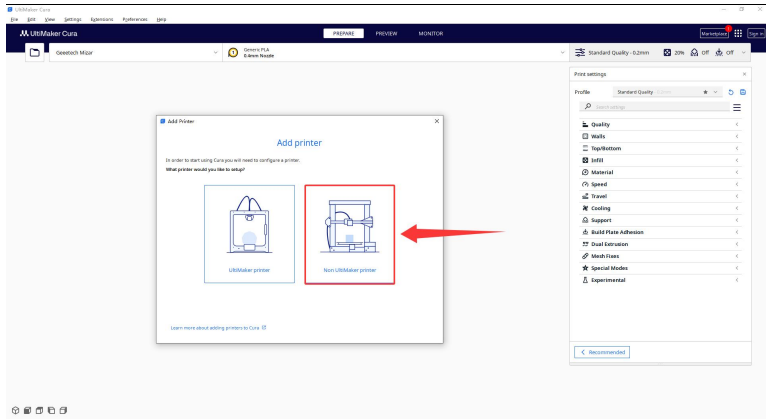 UltiMaker Cura
File Edit View Settings Extensions Preferences Help
UltiMaker Cura PREPARE PREVIEW MONITOR Marketplace Sign in
Geeetech Mizar Generic PLA 0.4mm Nozzle Standard Quality - 0.2mm 20% Off Off
Print settings
Profile Standard Quality - 0.2mm
Search settings
Quality
Walls
Top/Bottom
Infill
Material
Speed
Travel
Cooling
Support
Build Plate Adhesion
Dual Extrusion
Mesh Fixes
Special Modes
Experimental
Recommended
Add Printer
Add printer
In order to start using Cura you will need to configure a printer.
What printer would you like to setup?
UltiMaker printer
Non UltiMaker printer
Learn more about adding printers to Cura